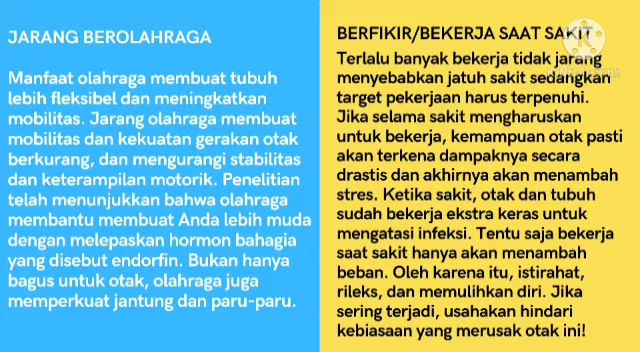 JARANG BEROLAHRAGA
Manfaat olahraga membuat tubuh
lebih fleksibel dan meningkatkan
mobilitas. Jarang olahraga membuat
mobilitas dan kekuatan gerakan otak
berkurang, dan mengurangi stabilitas
dan keterampilan motorik. Penelitian
telah menunjukkan bahwa olahraga
membantu membuat Anda lebih muda
dengan melepaskan hormon bahagia
yang disebut endorfin. Bukan hanya
bagus untuk otak, olahraga juga
memperkuat jantung dan paru-paru.
BERFIKIR/BEKERJA SAAT SAKIT
Terlalu banyak bekerja tidak jarang
menyebabkan jatuh sakit sedangkan
target pekerjaan harus terpenuhi.
Jika selama sakit mengharuskan
untuk bekerja, kemampuan otak pasti
akan terkena dampaknya secara
drastis dan akhirnya akan menambah
stres. Ketika sakit, otak dan tubuh
sudah bekerja ekstra keras untuk
mengatasi infeksi. Tentu saja bekerja
saat sakit hanya akan menambah
beban. Oleh karena itu, istirahat,
rileks, dan memulihkan diri. Jika
sering terjadi, usahakan hindari
kebiasaan yang merusak otak ini!